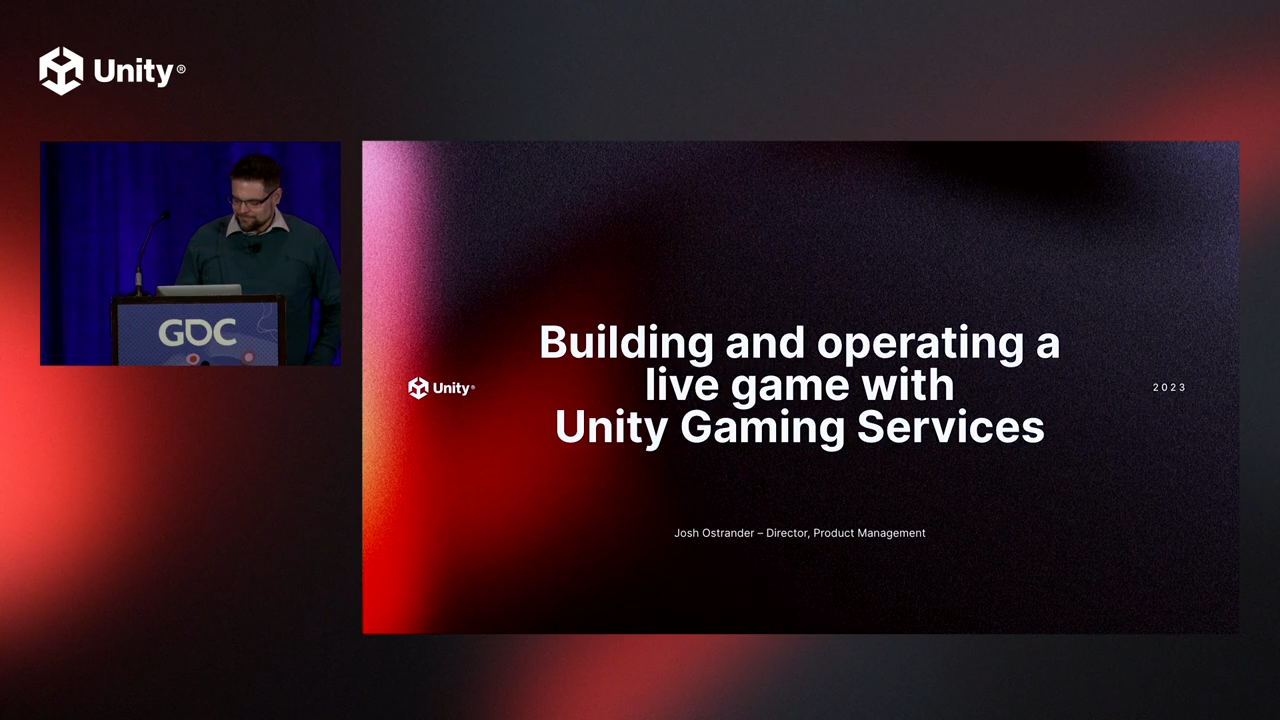 Unity®
GDC
Building and operating a
live game with
Unity Gaming Services
Unity®
2023
Josh Ostrander – Director, Product Management